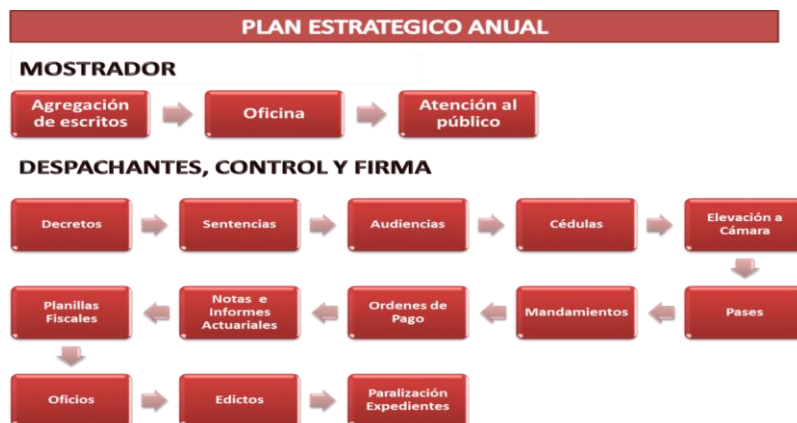 PLAN ESTRATEGICO ANUAL
MOSTRADOR
Agregación
de escritos
Oficina
Atención al
público
DESPACHANTES, CONTROL Y FIRMA
Decretos
Sentencias
Audiencias
Cédulas
Elevación a
Cámara
Planillas
Fiscales
Notas e
Informes
Actuariales
Ordenes de
Pago
Mandamientos
Pases
Oficios
Edictos
Paralización
Expedientes